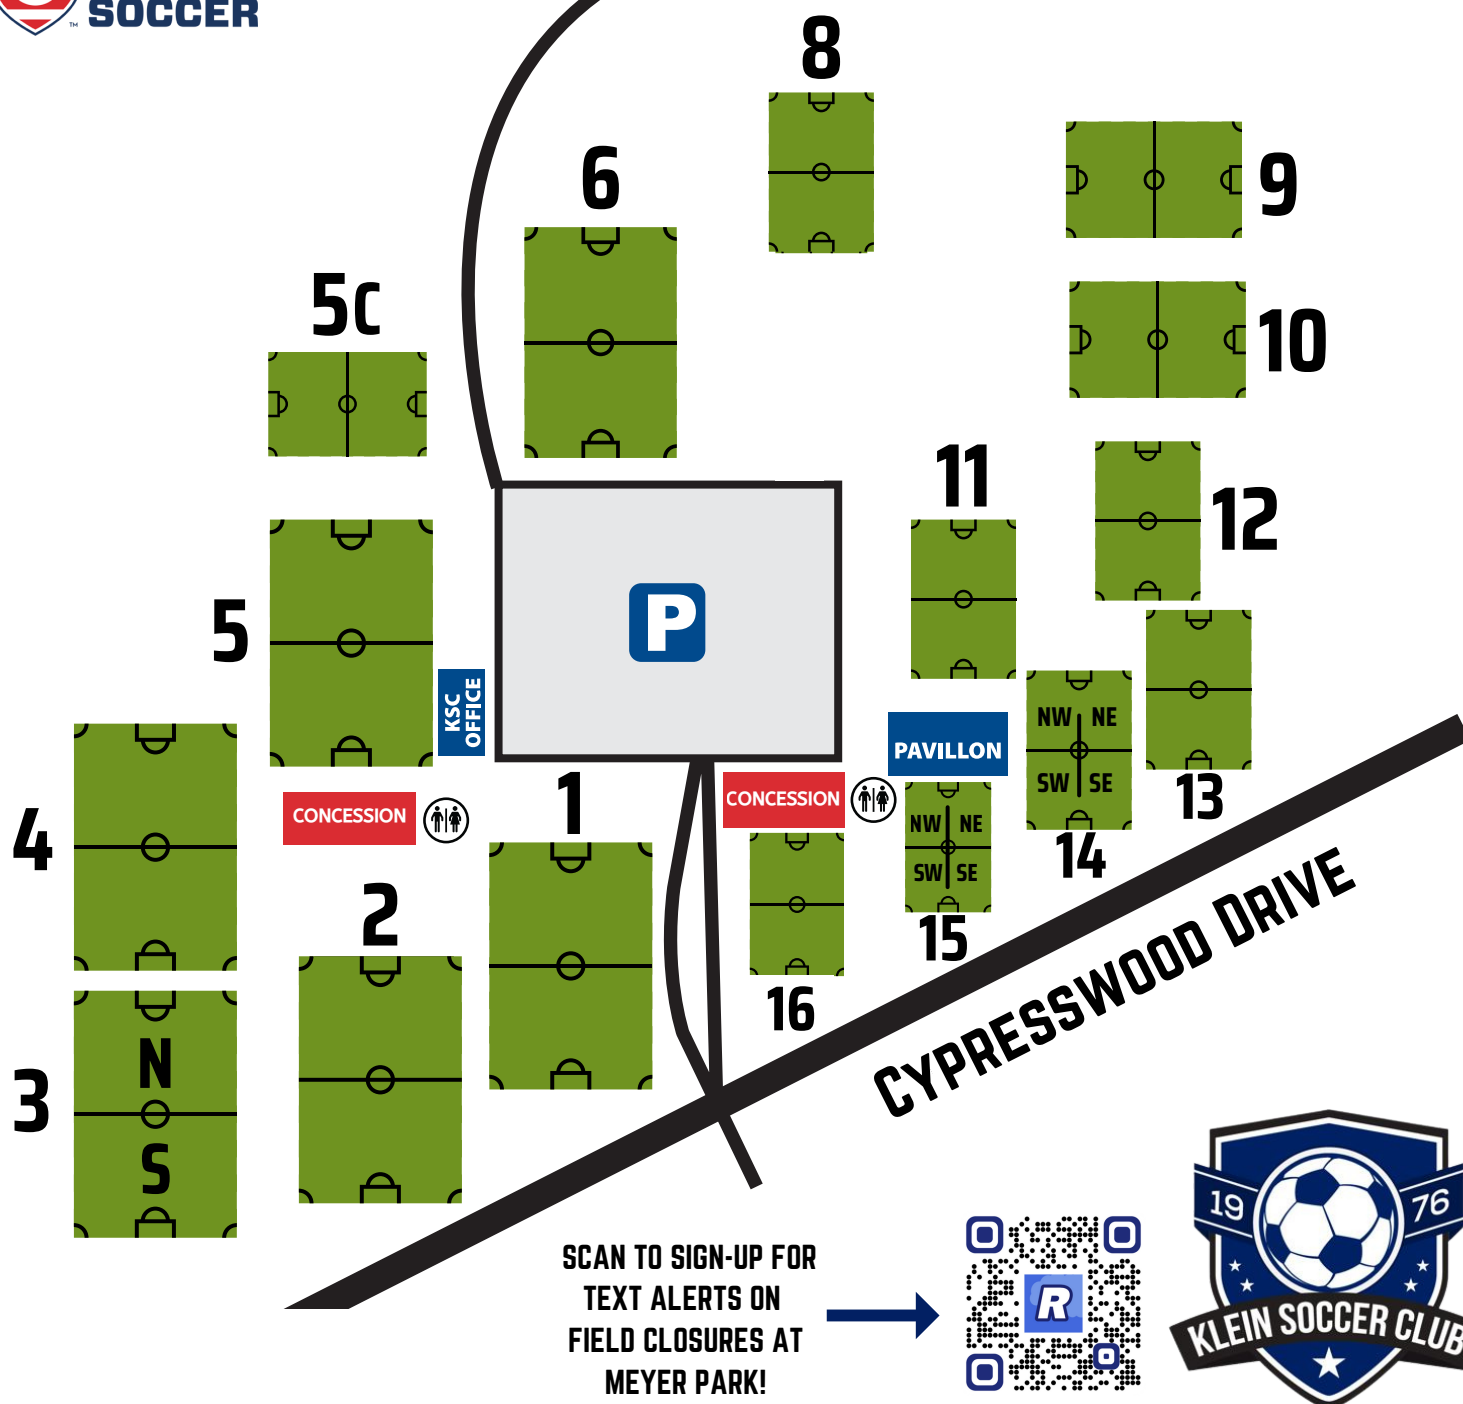 SOCCER
TM
8
6
9
5C
10
11
12
P
5
KSC
OFFICE
NW NE
SW SE
PAVILLON
13
CONCESSION
1
CONCESSION
4
NW NE
SW SE
14
2
15
16
N
3
S
CYPRESSWOOD DRIVE
19 76
SCAN TO SIGN-UP FOR
TEXT ALERTS ON
FIELD CLOSURES AT
MEYER PARK!
R
KLEIN SOCCER CLUB